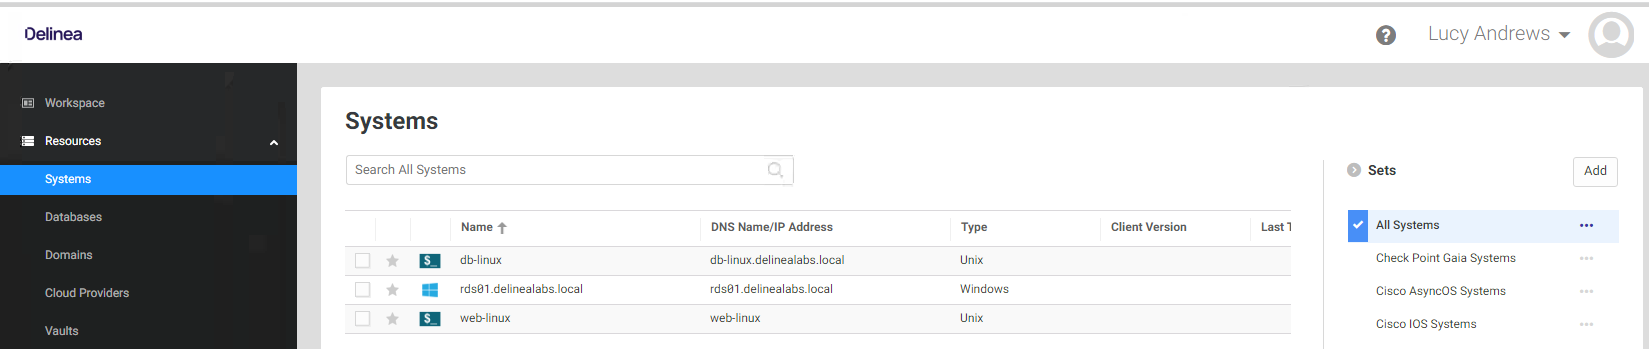 Delinea
? Lucy Andrews
Workspace
Resources
Systems
Databases
Domains
Cloud Providers
Vaults
Systems
Search All Systems
Name DNS Name/IP Address Type Client Version Last T
$_ db-linux db-linux.delinealabs.local Unix
rds01.delinealabs.local rds01.delinealabs.local Windows
$_ web-linux web-linux Unix
Sets Add
All Systems
Check Point Gaia Systems
Cisco AsyncOS Systems
Cisco IOS Systems